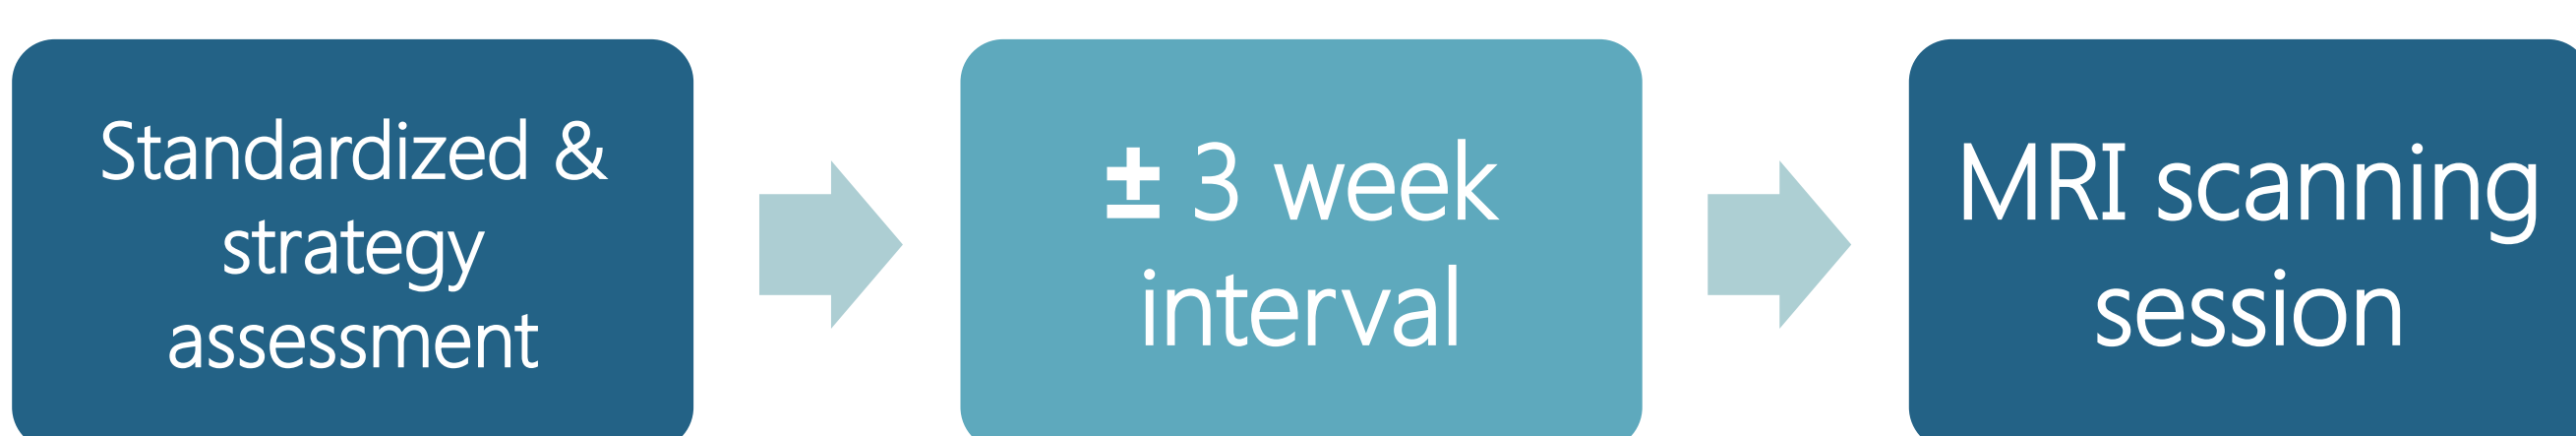 Standardized &
strategy
assessment
± 3 week
interval
MRI scanning
session